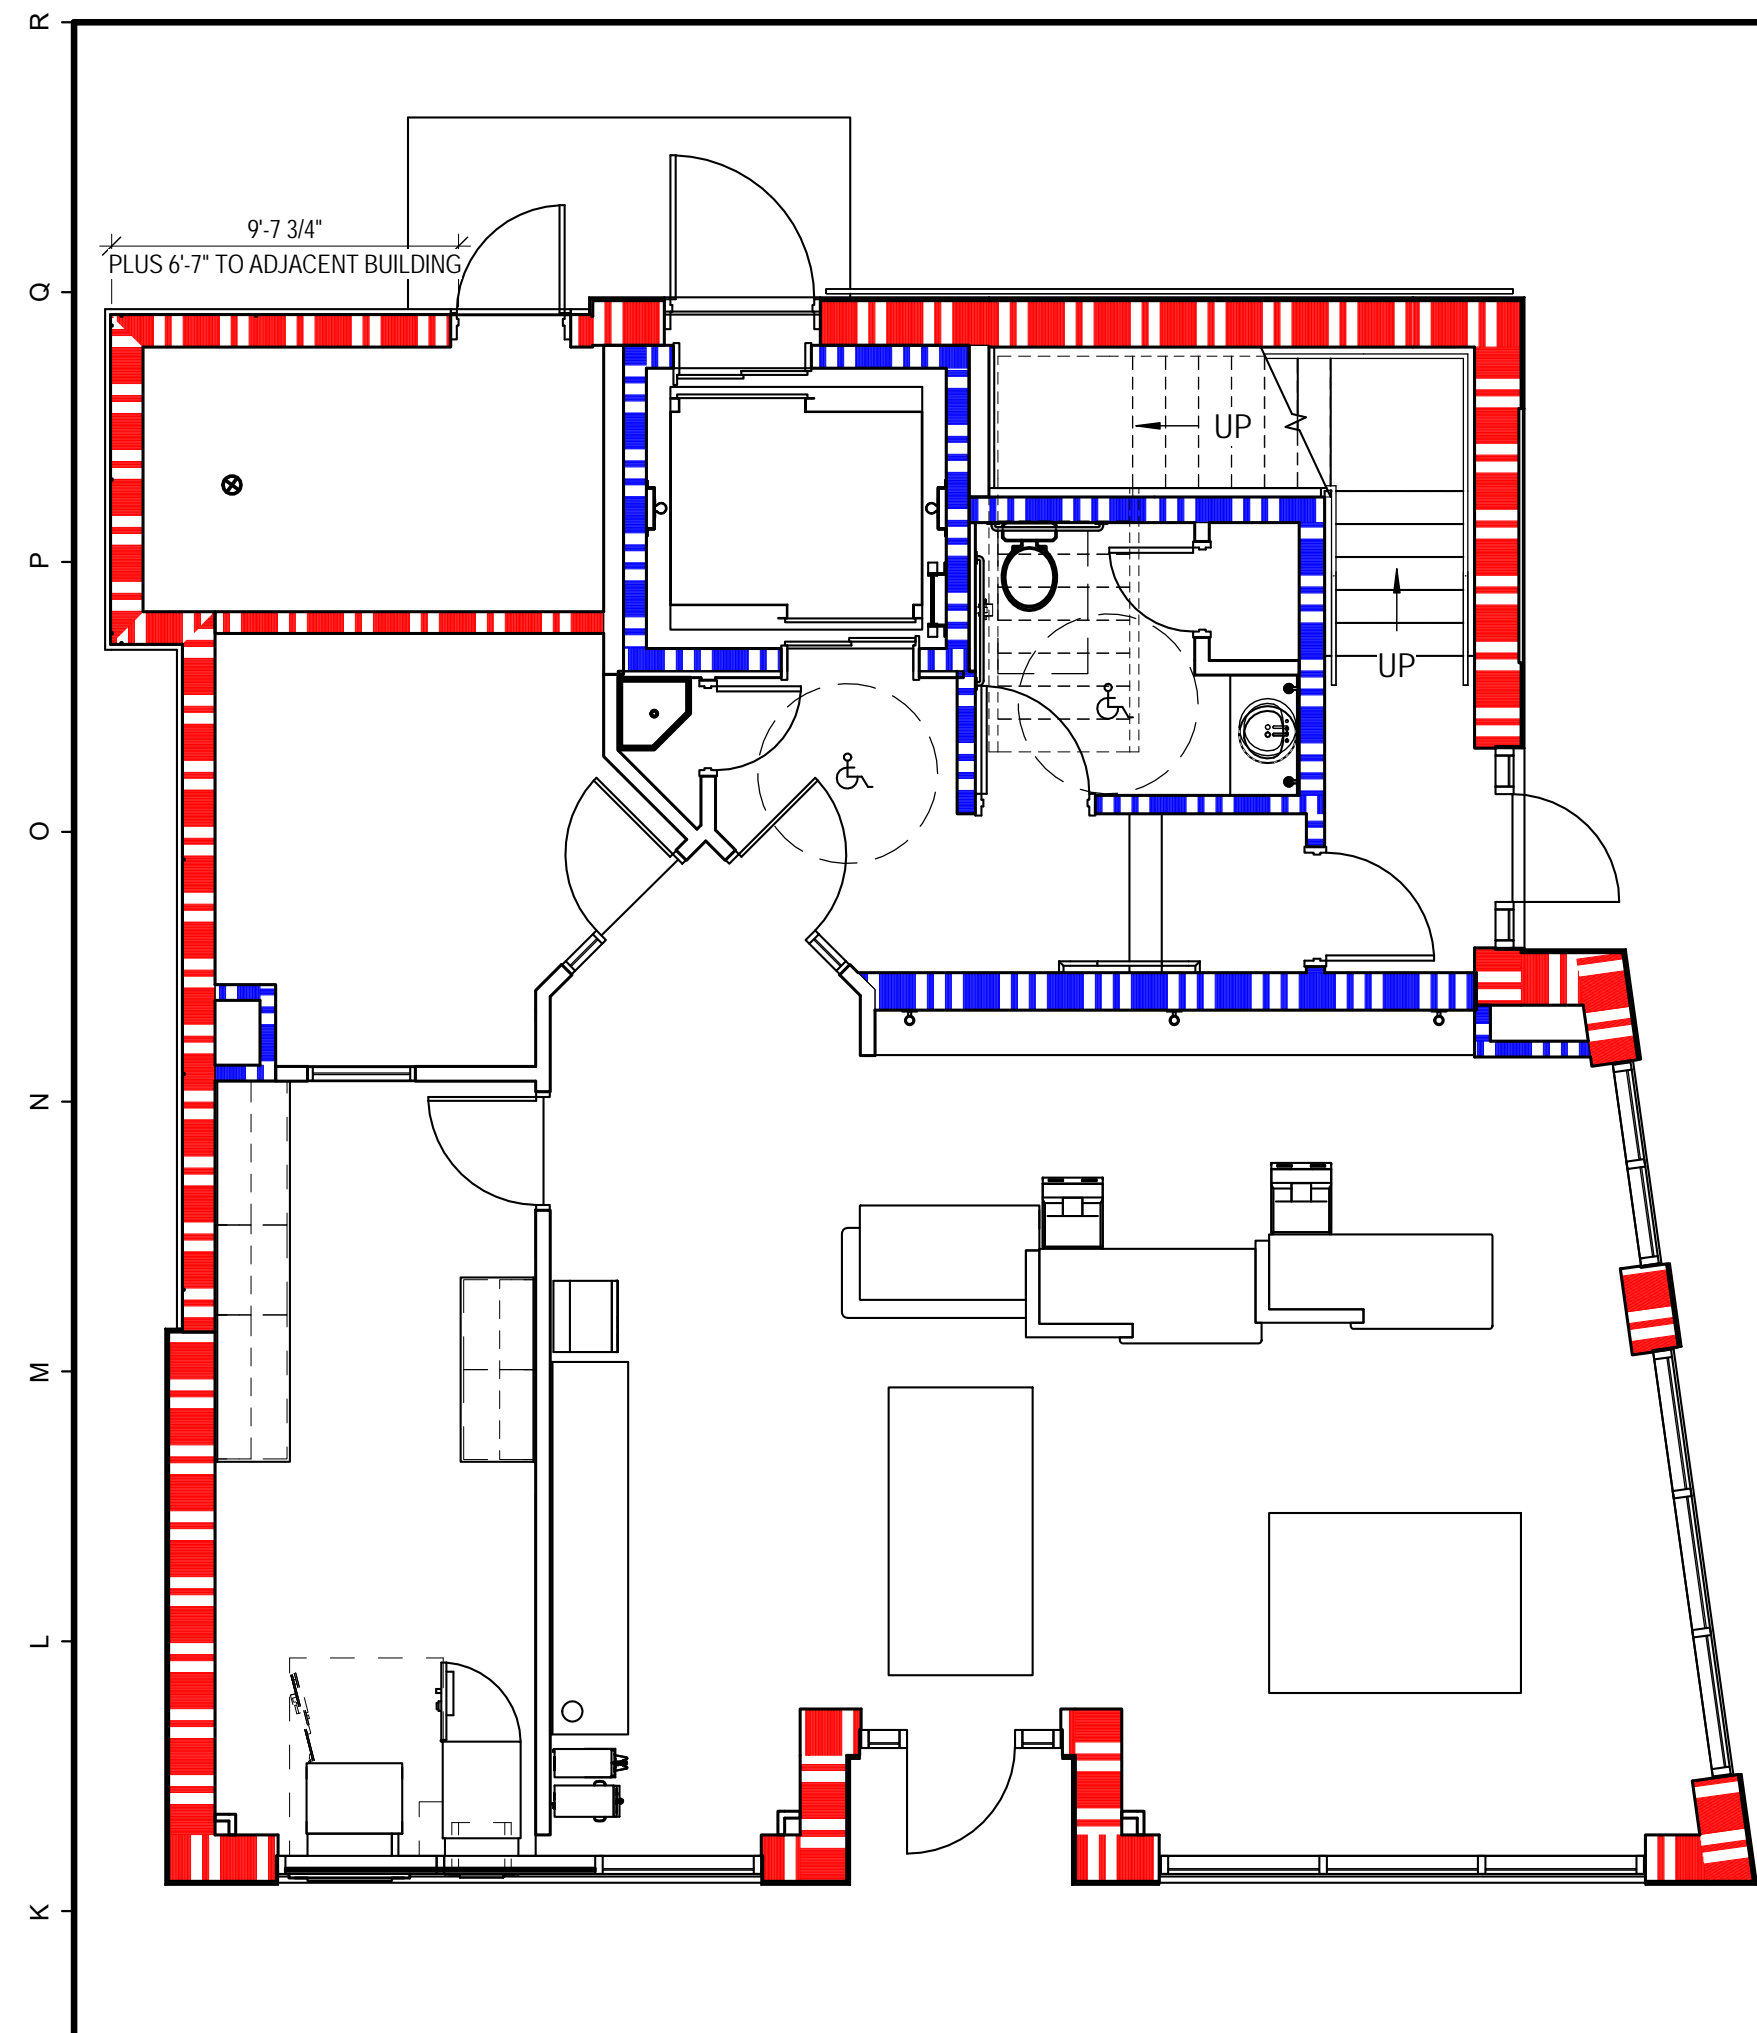 R
9'-7 3/4"
PLUS 6'-7" TO ADJACENT BUILDING
Q
UP
P
UP
O
N
M
L
K